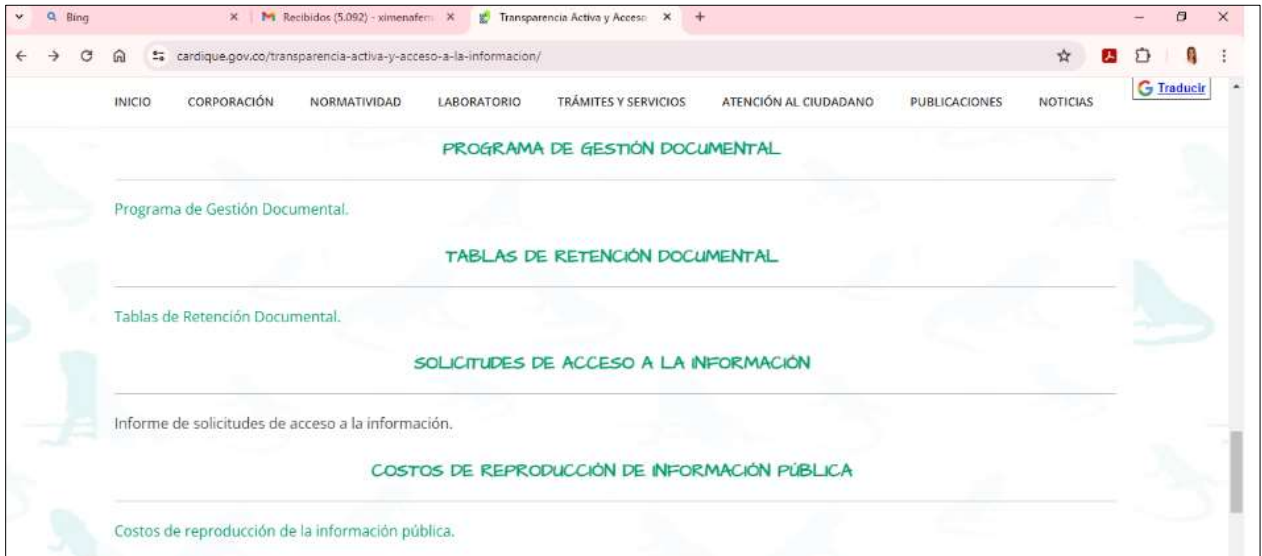 Bing
Recibidos (5.092) - ximenafern
Transparencia Activa y Acceso
cardique.gov.co/transparencia-activa-y-acceso-a-la-informacion/
INICIO CORPORACIÓN NORMATIVIDAD LABORATORIO TRÁMITES Y SERVICIOS ATENCIÓN AL CIUDADANO PUBLICACIONES NOTICIAS
G Traducir
PROGRAMA DE GESTIÓN DOCUMENTAL
Programa de Gestión Documental.
TABLAS DE RETENCIÓN DOCUMENTAL
Tablas de Retención Documental.
SOLICITUDES DE ACCESO A LA INFORMACIÓN
Informe de solicitudes de acceso a la información.
COSTOS DE REPRODUCCIÓN DE INFORMACIÓN PÚBLICA
Costos de reproducción de la información pública.